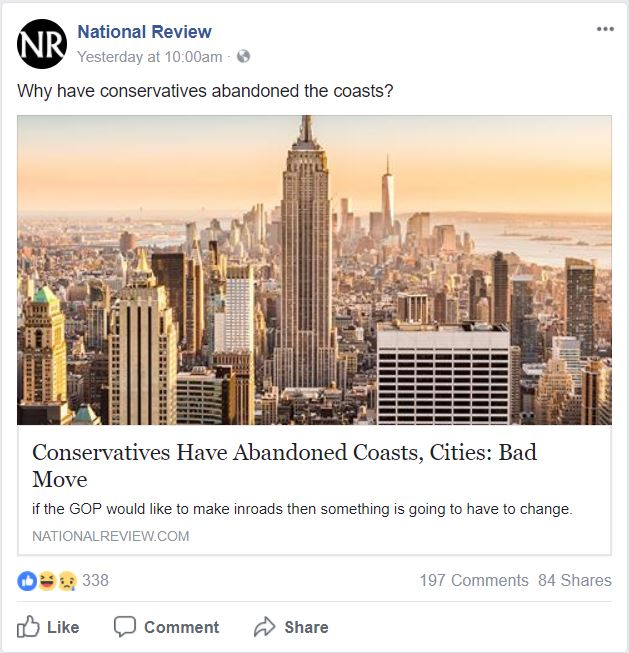 NR
National Review
Yesterday at 10:00am ·
Why have conservatives abandoned the coasts?
Conservatives Have Abandoned Coasts, Cities: Bad
Move
if the GOP would like to make inroads then something is going to have to change.
NATIONALREVIEW.COM
338 197 Comments 84 Shares
Like Comment Share